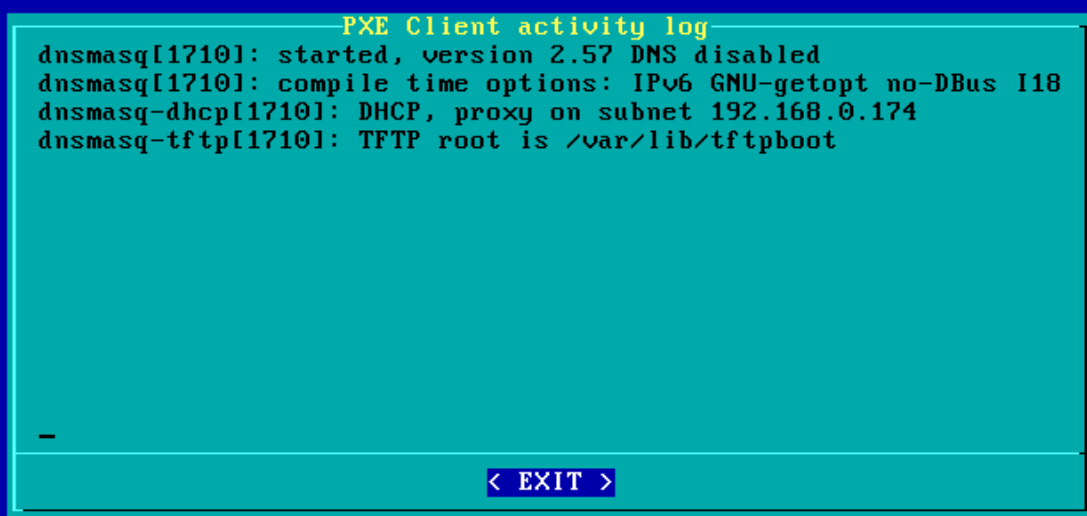 PXE Client activity log
dnsmasq[1710]: started, version 2.57 DNS disabled
dnsmasq[1710]: compile time options: IPv6 GNU-getopt no-DBus I18
dnsmasq-dhcp[1710]: DHCP, proxy on subnet 192.168.0.174
dnsmasq-tftp[1710]: TFTP root is /var/lib/tftpboot
< EXIT >